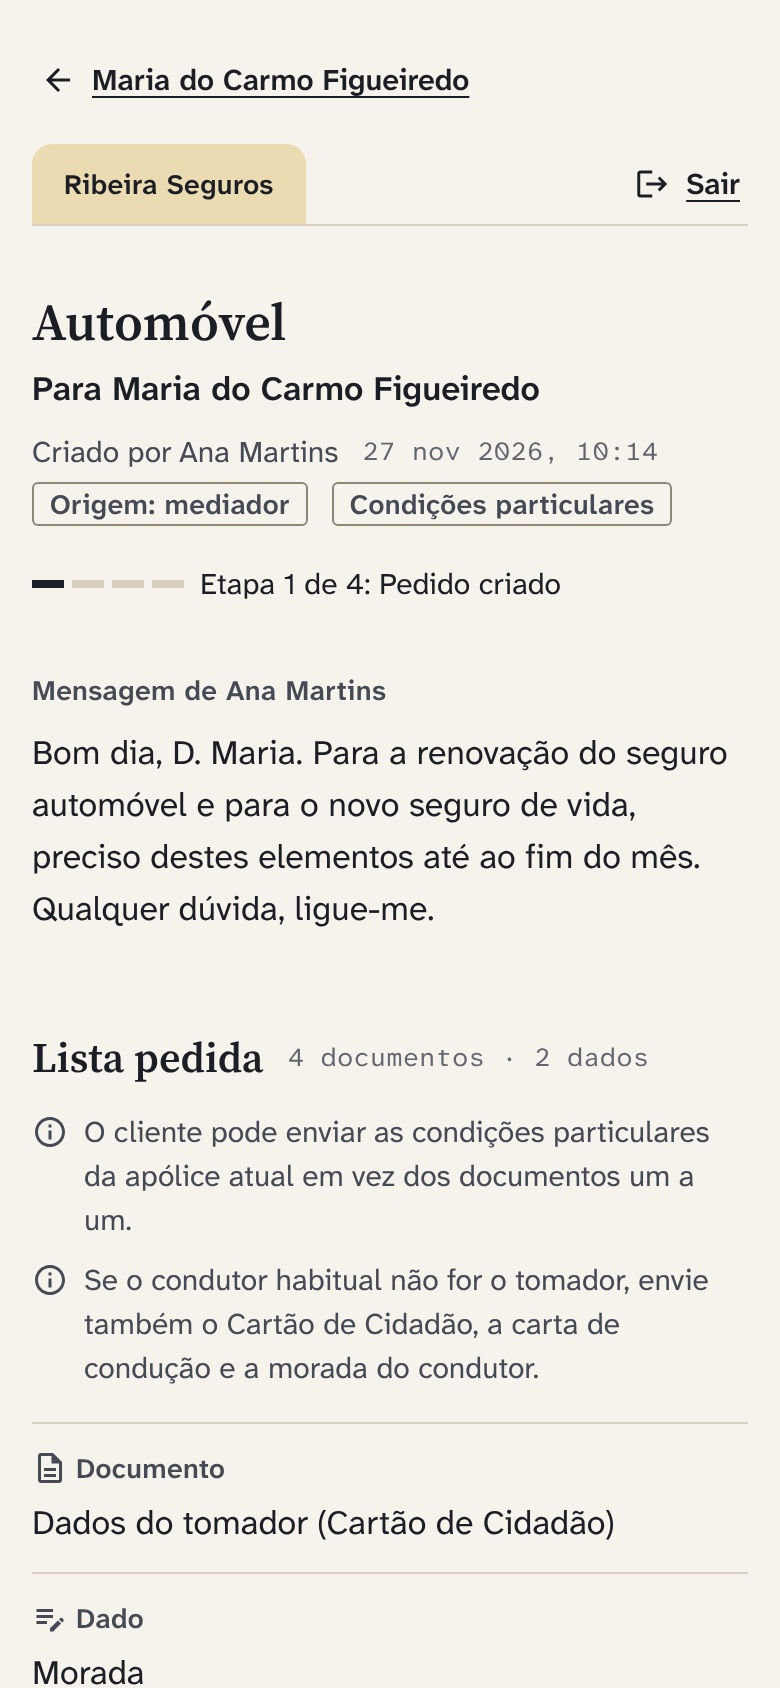 Maria do Carmo Figueiredo
Ribeira Seguros
Sair
Automóvel
Para Maria do Carmo Figueiredo
Criado por Ana Martins 27 nov 2026, 10:14
Origem: mediador
Condições particulares
Etapa 1 de 4: Pedido criado
Mensagem de Ana Martins
Bom dia, D. Maria. Para a renovação do seguro
automóvel e para o novo seguro de vida,
preciso destes elementos até ao fim do mês.
Qualquer dúvida, ligue-me.
Lista pedida 4 documentos · 2 dados
O cliente pode enviar as condições particulares
da apólice atual em vez dos documentos um a
um.
Se o condutor habitual não for o tomador, envie
também o Cartão de Cidadão, a carta de
condução e a morada do condutor.
Documento
Dados do tomador (Cartão de Cidadão)
Dado
Morada